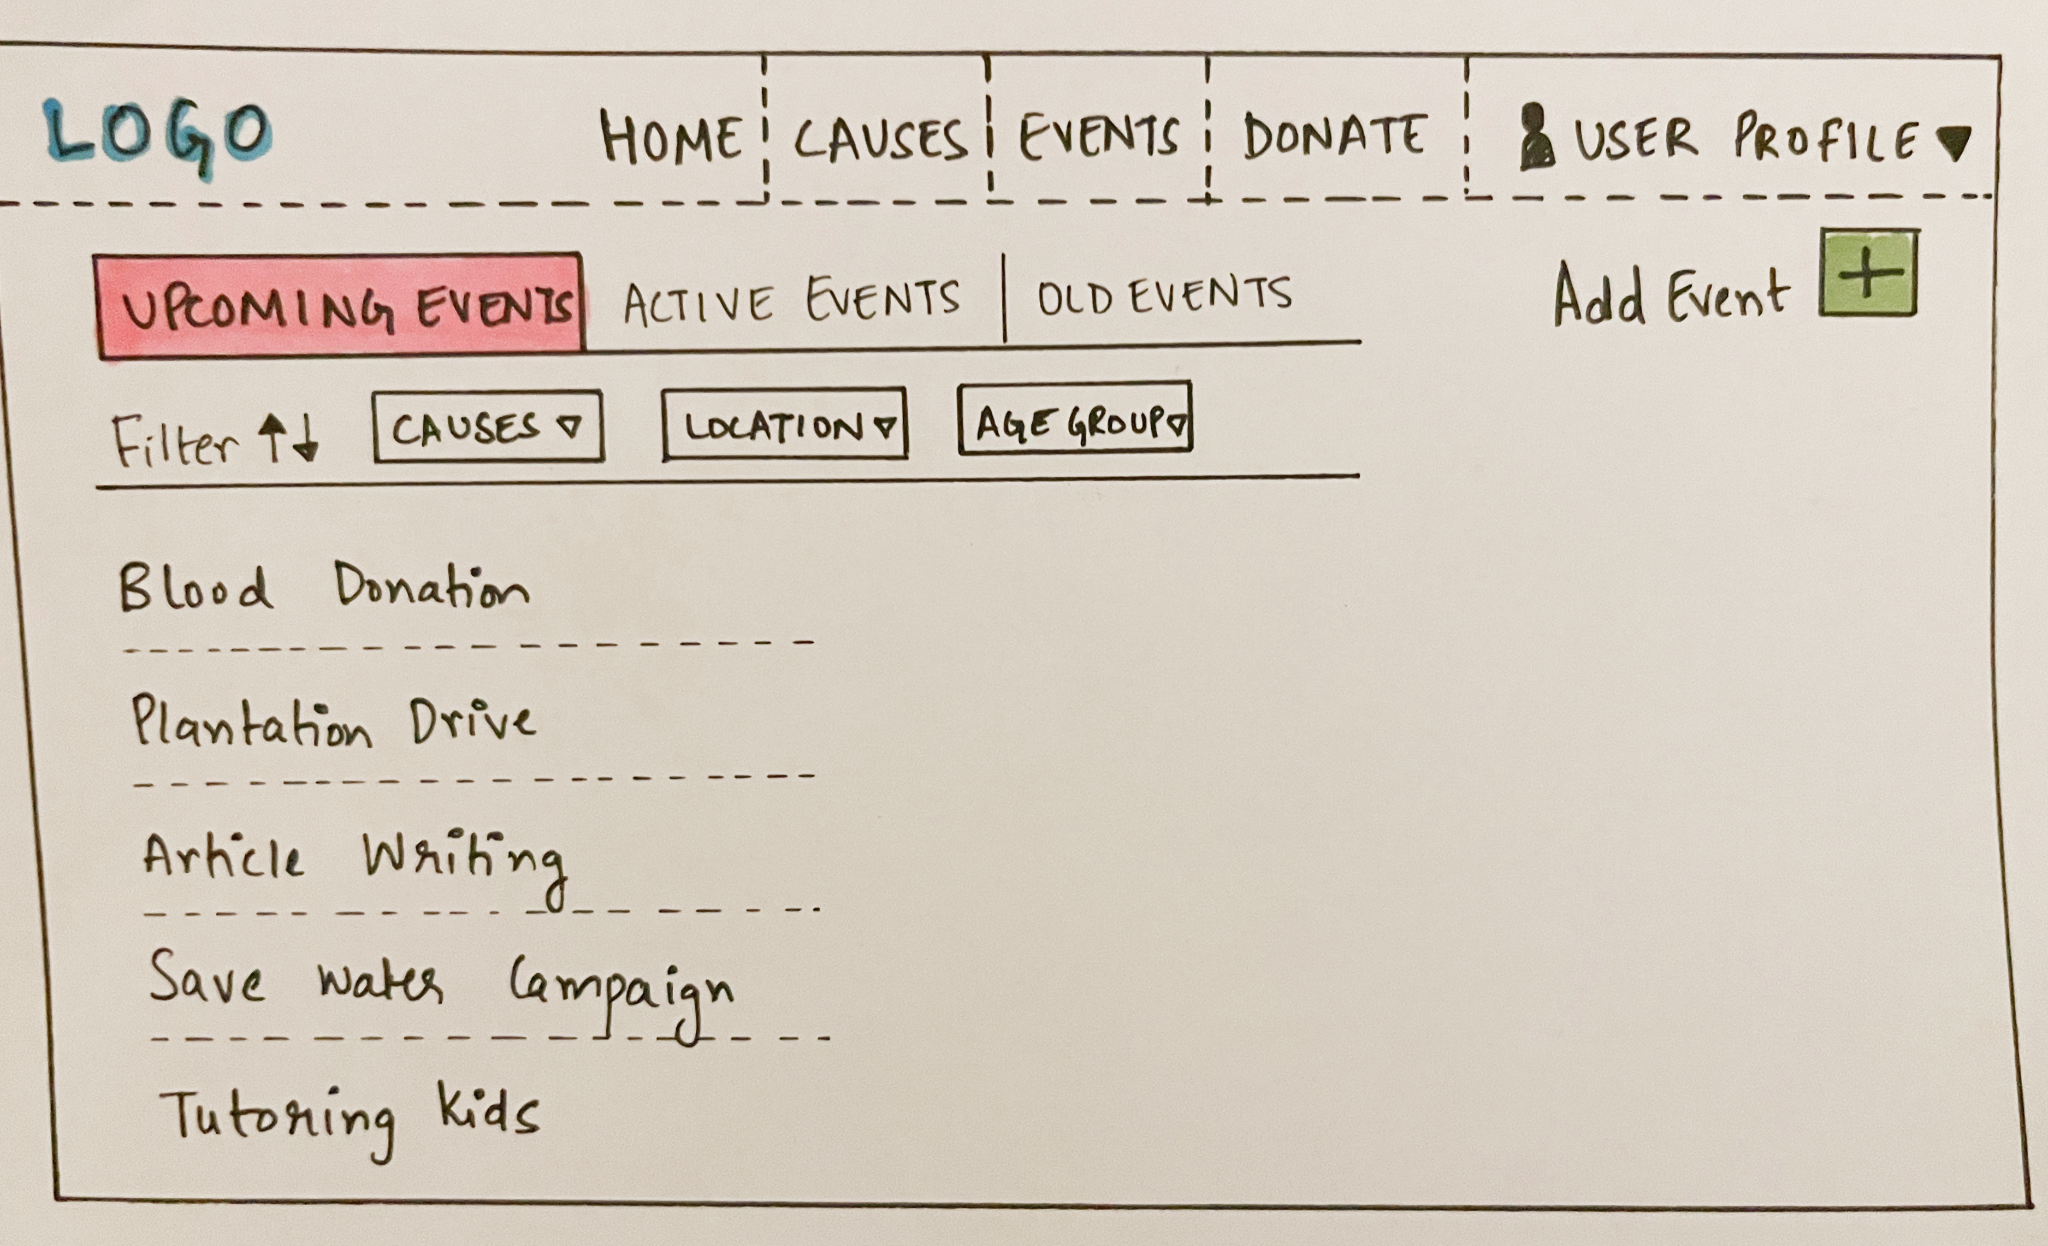 LOGO HOME CAUSES EVENTS DONATE USER PROFILE
UPCOMING EVENTS ACTIVE EVENTS OLD EVENTS Add Event +
Filter ↑↓ CAUSES LOCATION AGE GROUP
Blood Donation
Plantation Drive
Article Writing
Save water Campaign
Tutoring kids